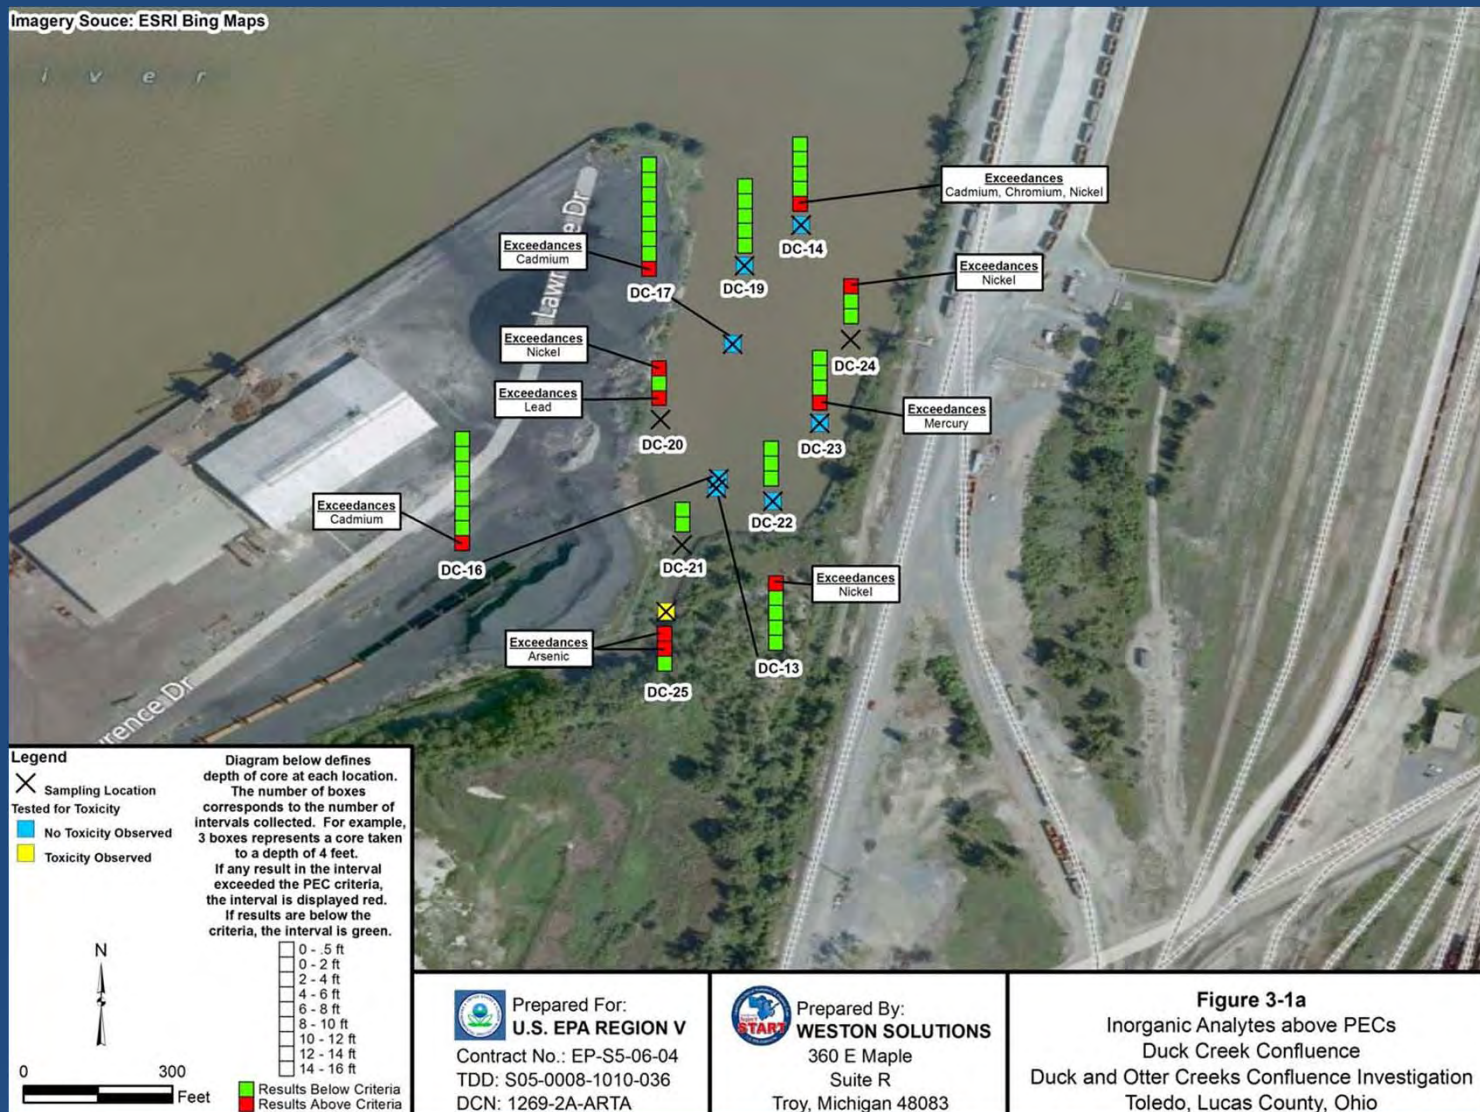 Imagery Souce: ESRI Bing Maps
i v e r
Lawre e Dr
Exceedances
Cadmium, Chromium, Nickel
DC-14
Exceedances
Cadmium
DC-17
DC-19
Exceedances
Nickel
DC-24
Exceedances
Nickel
Exceedances
Lead
DC-20
Exceedances
Mercury
DC-23
Exceedances
Cadmium
DC-16
DC-22
DC-21
Exceedances
Nickel
DC-13
Exceedances
Arsenic
DC-25
urence Dr
Legend
Sampling Location
Tested for Toxicity
No Toxicity Observed
Toxicity Observed
Diagram below defines
depth of core at each location.
The number of boxes
corresponds to the number of
intervals collected. For example,
3 boxes represents a core taken
to a depth of 4 feet.
If any result in the interval
exceeded the PEC criteria,
the interval is displayed red.
If results are below the
criteria, the interval is green.
0 - .5 ft
0 - 2 ft
2 - 4 ft
4 - 6 ft
6 - 8 ft
8 - 10 ft
10 - 12 ft
12 - 14 ft
14 - 16 ft
N
0 300
Feet
Results Below Criteria
Results Above Criteria
Prepared For:
U.S. EPA REGION V
Contract No.: EP-S5-06-04
TDD: S05-0008-1010-036
DCN: 1269-2A-ARTA
START
Prepared By:
WESTON SOLUTIONS
360 E Maple
Suite R
Troy, Michigan 48083
Figure 3-1a
Inorganic Analytes above PECs
Duck Creek Confluence
Duck and Otter Creeks Confluence Investigation
Toledo, Lucas County, Ohio